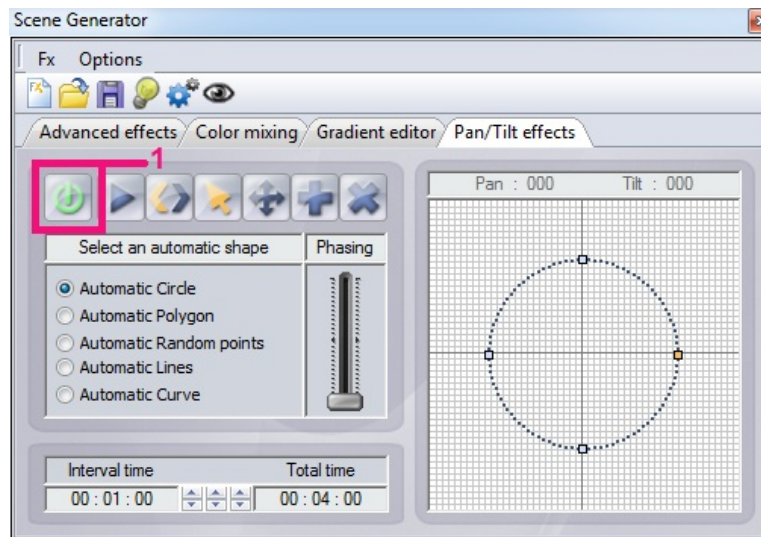 Scene Generator
Fx Options
FX
Advanced effects Color mixing Gradient editor Pan/Tilt effects
1
Pan : 000 Tilt : 000
Select an automatic shape Phasing
Automatic Circle
Automatic Polygon
Automatic Random points
Automatic Lines
Automatic Curve
Interval time Total time
00 : 01 : 00 00 : 04 : 00